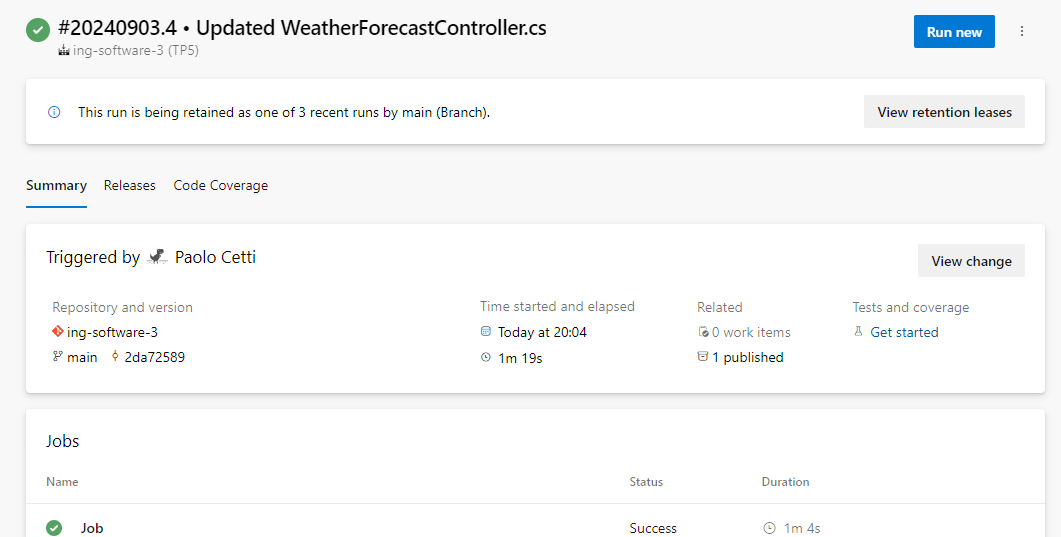 #20240903.4 • Updated WeatherForecastController.cs
Run new
ing-software-3 (TP5)
This run is being retained as one of 3 recent runs by main (Branch).
View retention leases
Summary Releases Code Coverage
Triggered by Paolo Cetti
View change
Repository and version Time started and elapsed Related Tests and coverage
ing-software-3 Today at 20:04 0 work items Get started
main 2da72589 1m 19s 1 published
Jobs
Name Status Duration
Job Success 1m 4s